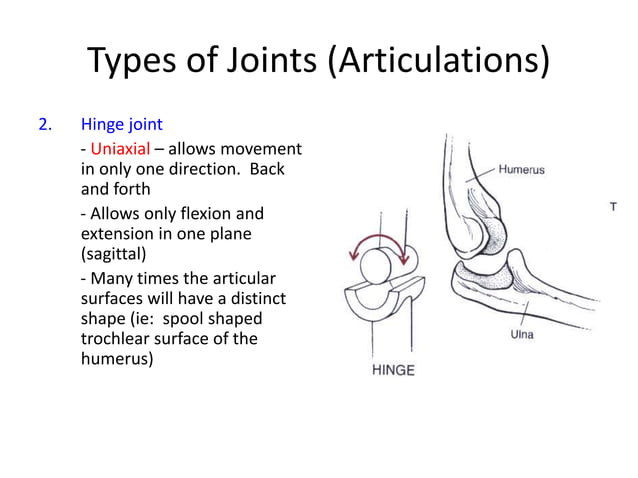 Types of Joints (Articulations)
2. Hinge joint
- Uniaxial – allows movement
in only one direction.  Back
and forth
- Allows only flexion and
extension in one plane
(sagittal)
- Many times the articular
surfaces will have a distinct
shape (ie:  spool shaped
trochlear surface of the
humerus)
Humerus
T
Ulna
HINGE